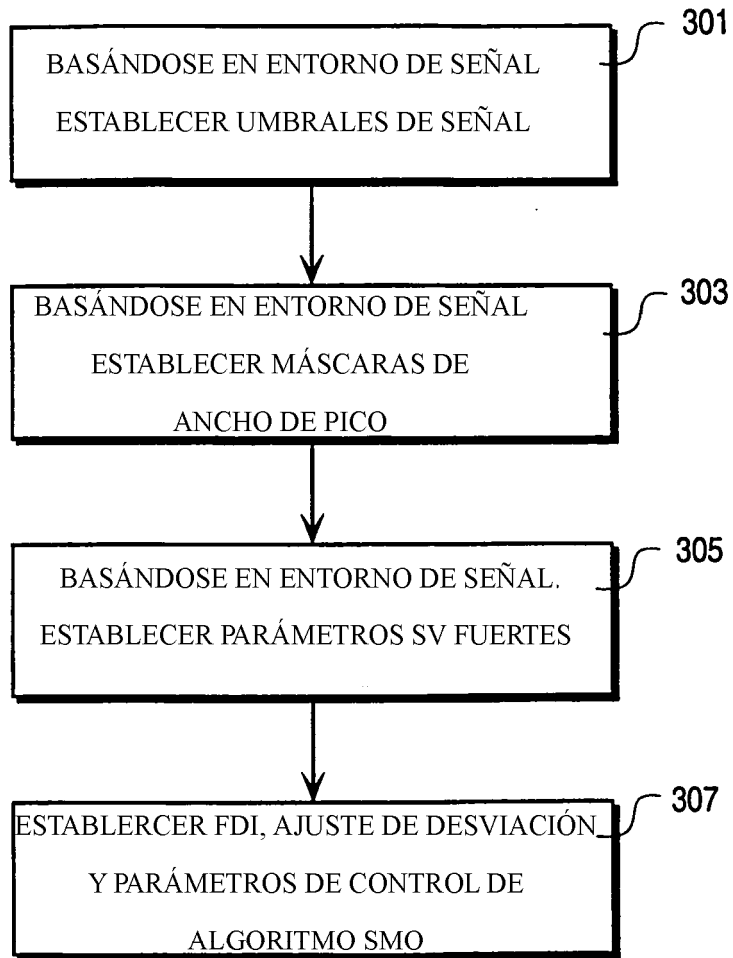 301
BASÁNDOSE EN ENTORNO DE SEÑAL
ESTABLECER UMBRALES DE SEÑAL
303
BASÁNDOSE EN ENTORNO DE SEÑAL
ESTABLECER MÁSCARAS DE
ANCHO DE PICO
305
BASÁNDOSE EN ENTORNO DE SEÑAL.
ESTABLECER PARÁMETROS SV FUERTES
307
ESTABLERCER FDI, AJUSTE DE DESVIACIÓN
Y PARÁMETROS DE CONTROL DE
ALGORITMO SMO